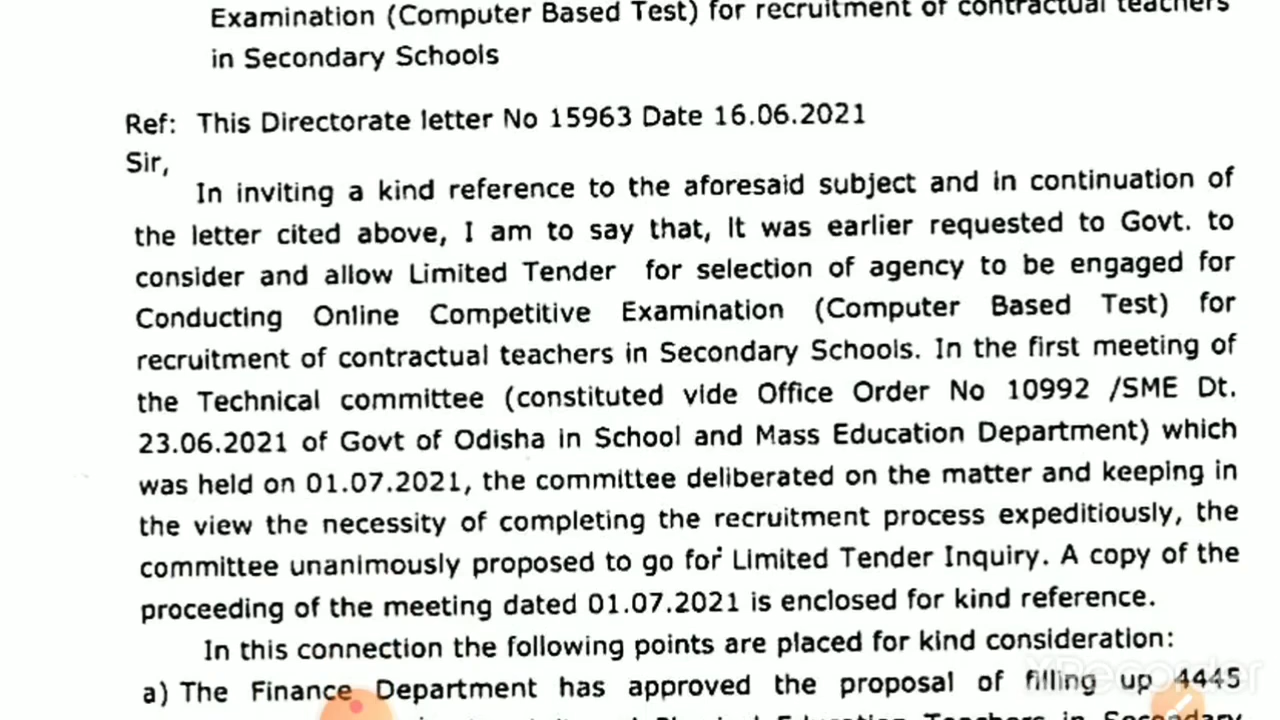 Examination (Computer Based Test) for recruitment of contractual teachers
in Secondary Schools
Ref: This Directorate letter No 15963 Date 16.06.2021
Sir,
In inviting a kind reference to the aforesaid subject and in continuation of
the letter cited above, I am to say that, It was earlier requested to Govt. to
consider and allow Limited Tender for selection of agency to be engaged for
Conducting Online Competitive Examination (Computer Based Test) for
recruitment of contractual teachers in Secondary Schools. In the first meeting of
the Technical committee (constituted vide Office Order No 10992 /SME Dt.
23.06.2021 of Govt of Odisha in School and Mass Education Department) which
was held on 01.07.2021, the committee deliberated on the matter and keeping in
the view the necessity of completing the recruitment process expeditiously, the
committee unanimously proposed to go for Limited Tender Inquiry. A copy of the
proceeding of the meeting dated 01.07.2021 is enclosed for kind reference.
In this connection the following points are placed for kind consideration:
XRecorder
a) The Finance Department has approved the proposal of filling up 4445
Physical Education Teachers in Secondary